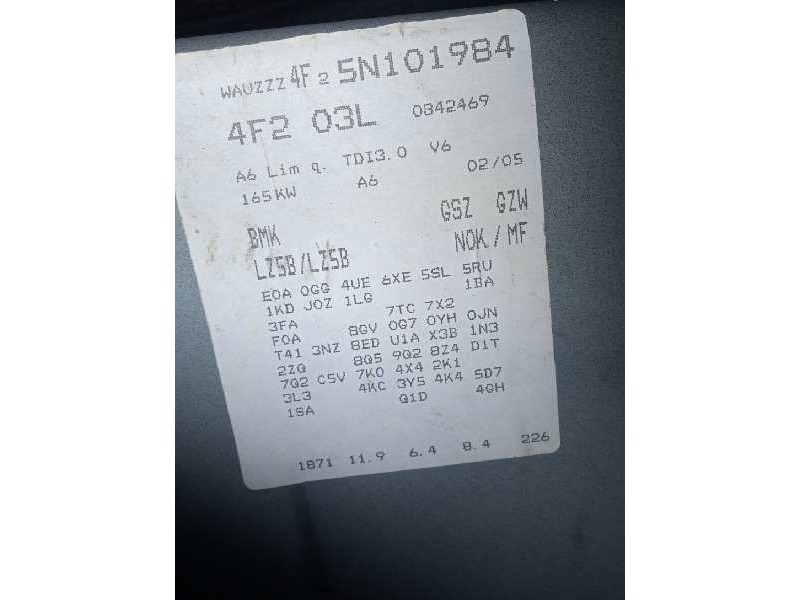 WAUZZZ 4F 2 5N101984
4F2 03L 0842469
A6 Lim q. TDI3.0 V6
165KW A6 02/05
BMK GSZ GZW
LZ5B/LZ5B NOK/MF
E0A 0GG 4UE 6XE 5SL 5RU
1KD J0Z 1LG 1BA
3FA 7TC 7X2
F0A 8GV 0G7 0YH 0JN
T41 3NZ 8ED U1A X3B 1N3
2ZQ 8Q5 9Q2 8Z4 D1T
7Q2 C5V 7K0 4X4 2K1
3L3 4KC 3Y5 4K4 5D7
1SA Q1D 4GH
1871 11.9 6.4 8.4 226